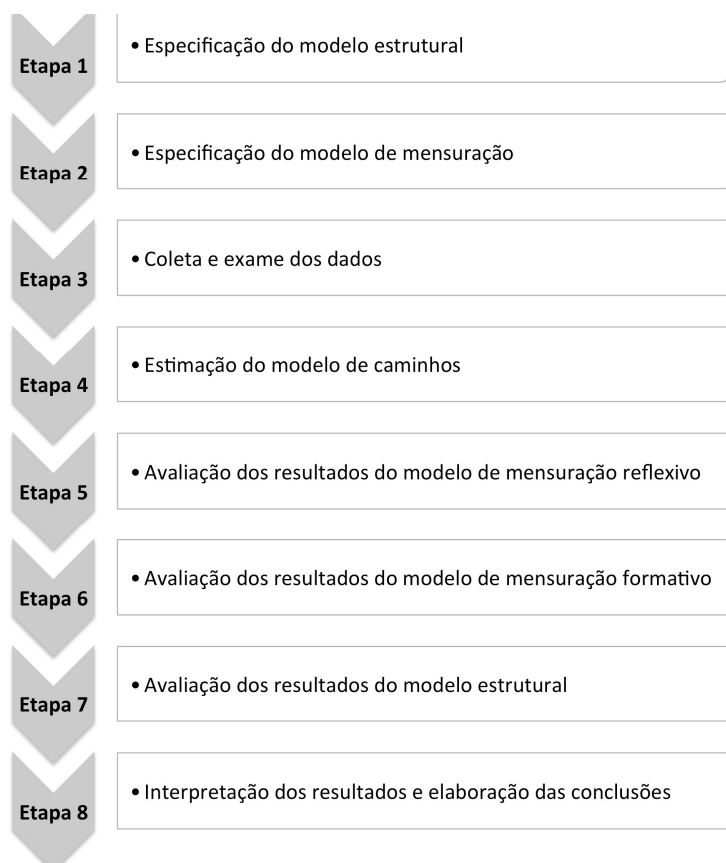 Etapa 1
• Especificação do modelo estrutural
Etapa 2
• Especificação do modelo de mensuração
Etapa 3
• Coleta e exame dos dados
Etapa 4
• Estimação do modelo de caminhos
Etapa 5
• Avaliação dos resultados do modelo de mensuração reflexivo
Etapa 6
• Avaliação dos resultados do modelo de mensuração formativo
Etapa 7
• Avaliação dos resultados do modelo estrutural
Etapa 8
• Interpretação dos resultados e elaboração das conclusões